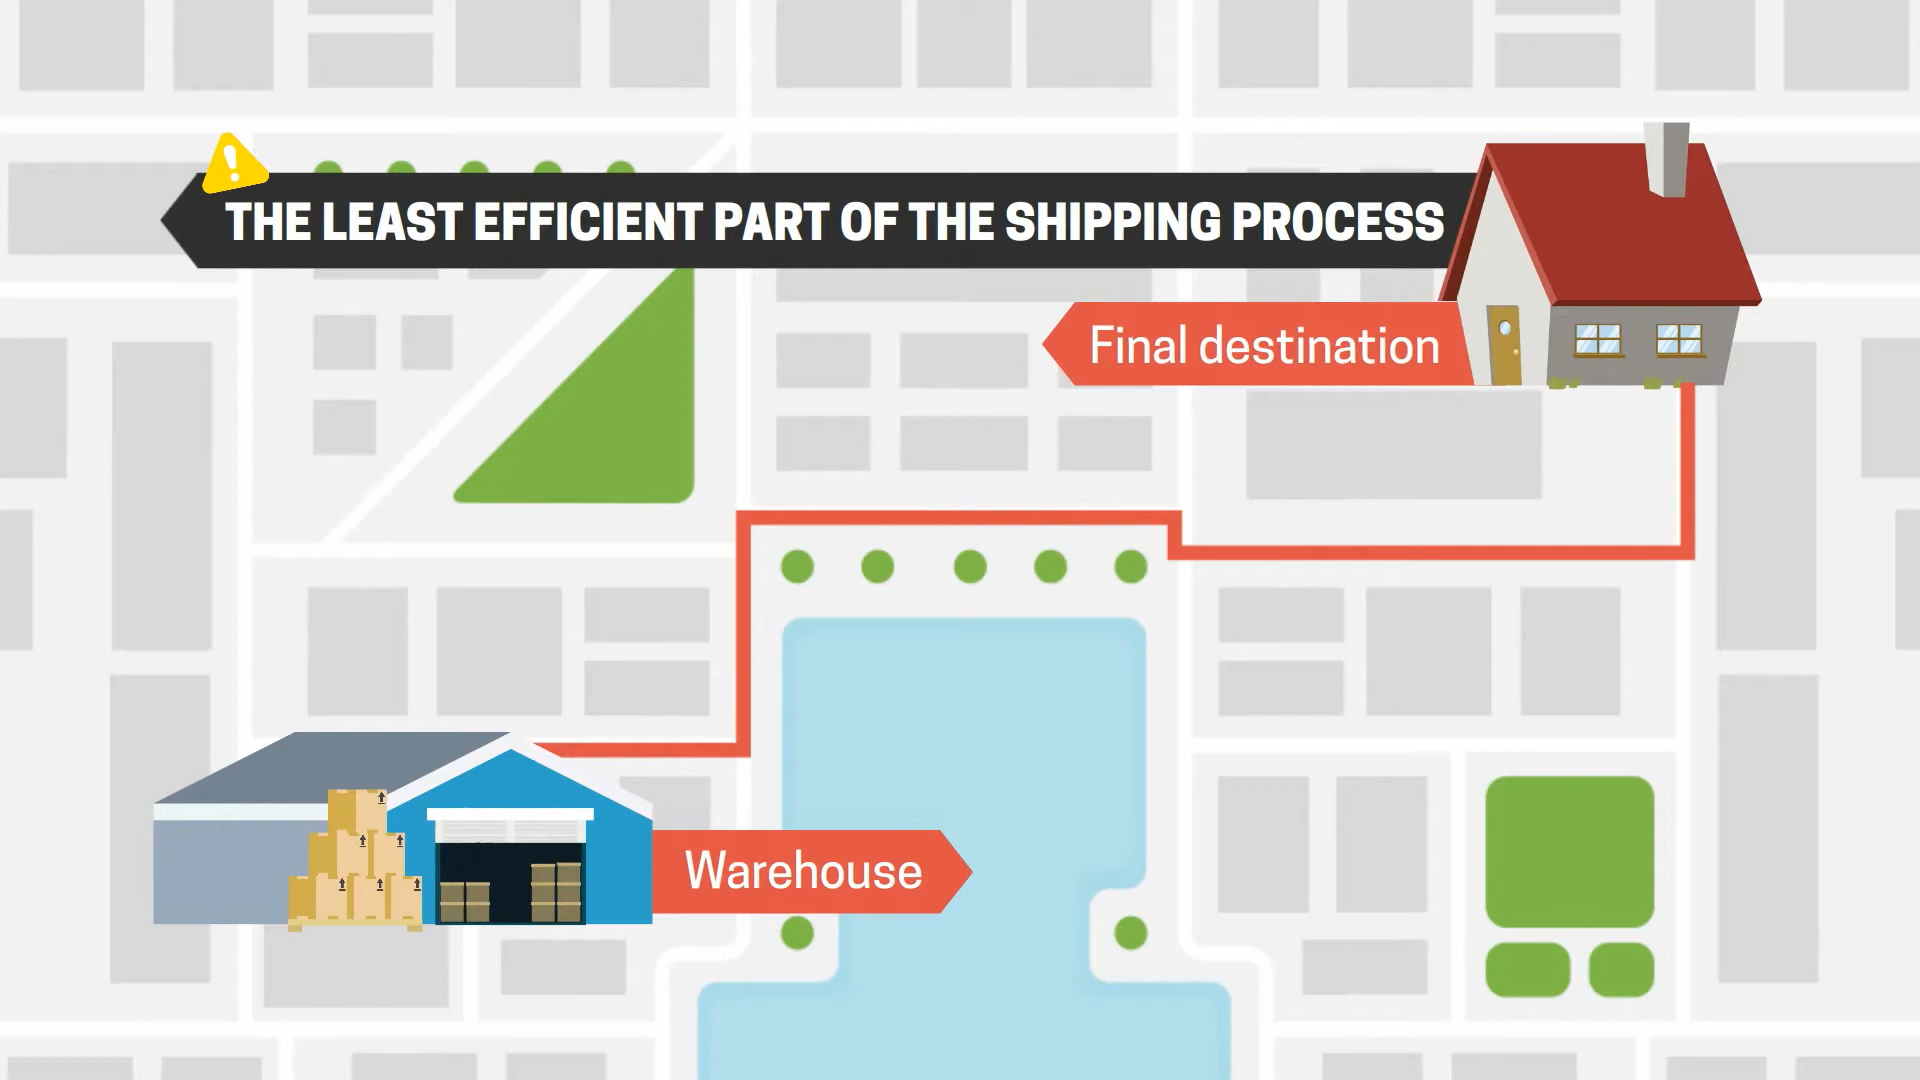 THE LEAST EFFICIENT PART OF THE SHIPPING PROCESS
Final destination
Warehouse